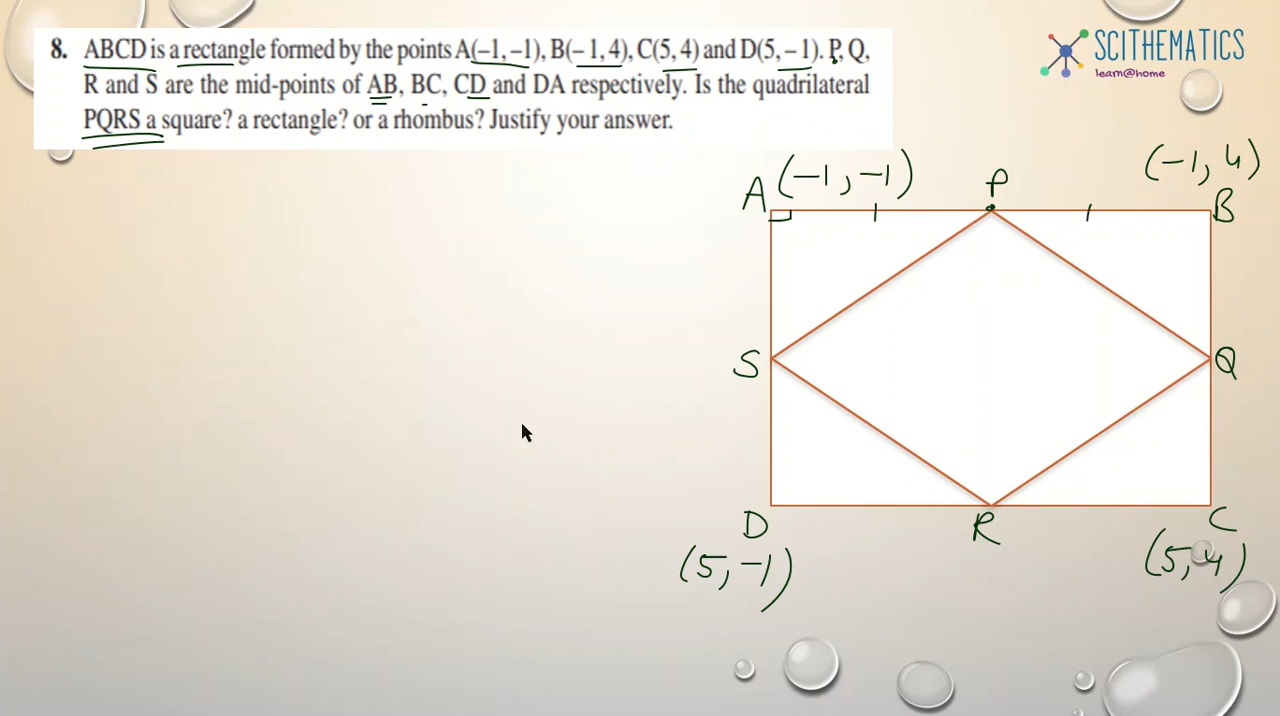 8. ABCD is a rectangle formed by the points A(–1, –1), B(– 1, 4), C(5, 4) and D(5, – 1). P, Q,
R and S are the mid-points of AB, BC, CD and DA respectively. Is the quadrilateral
PQRS a square? a rectangle? or a rhombus? Justify your answer.
SCITHEMATICS
learn@home
A (–1, –1)
P
(–1, 4)
B
S
Q
D
R
C
(5, –1)
(5, 4)